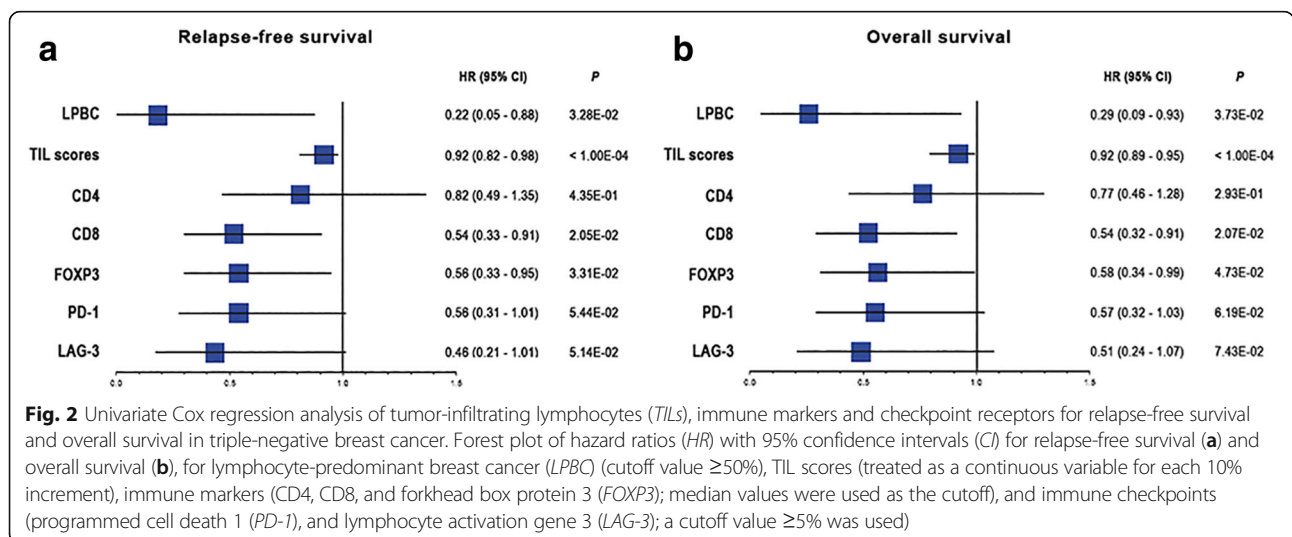 a Relapse-free survival
HR (95% CI) P
LPBC 0.22 (0.05 - 0.88) 3.28E-02
TIL scores 0.92 (0.82 - 0.98) < 1.00E-04
CD4 0.82 (0.49 - 1.35) 4.35E-01
CD8 0.54 (0.33 - 0.91) 2.05E-02
FOXP3 0.56 (0.33 - 0.95) 3.31E-02
PD-1 0.56 (0.31 - 1.01) 5.44E-02
LAG-3 0.46 (0.21 - 1.01) 5.14E-02
0.0 0.5 1.0 1.5
b Overall survival
HR (95% CI) P
LPBC 0.29 (0.09 - 0.93) 3.73E-02
TIL scores 0.92 (0.89 - 0.95) < 1.00E-04
CD4 0.77 (0.46 - 1.28) 2.93E-01
CD8 0.54 (0.32 - 0.91) 2.07E-02
FOXP3 0.58 (0.34 - 0.99) 4.73E-02
PD-1 0.57 (0.32 - 1.03) 6.19E-02
LAG-3 0.51 (0.24 - 1.07) 7.43E-02
0.0 0.5 1.0 1.5
Fig. 2 Univariate Cox regression analysis of tumor-infiltrating lymphocytes (TILs), immune markers and checkpoint receptors for relapse-free survival
and overall survival in triple-negative breast cancer. Forest plot of hazard ratios (HR) with 95% confidence intervals (CI) for relapse-free survival (a) and
overall survival (b), for lymphocyte-predominant breast cancer (LPBC) (cutoff value ≥50%), TIL scores (treated as a continuous variable for each 10%
increment), immune markers (CD4, CD8, and forkhead box protein 3 (FOXP3); median values were used as the cutoff), and immune checkpoints
(programmed cell death 1 (PD-1), and lymphocyte activation gene 3 (LAG-3); a cutoff value ≥5% was used)